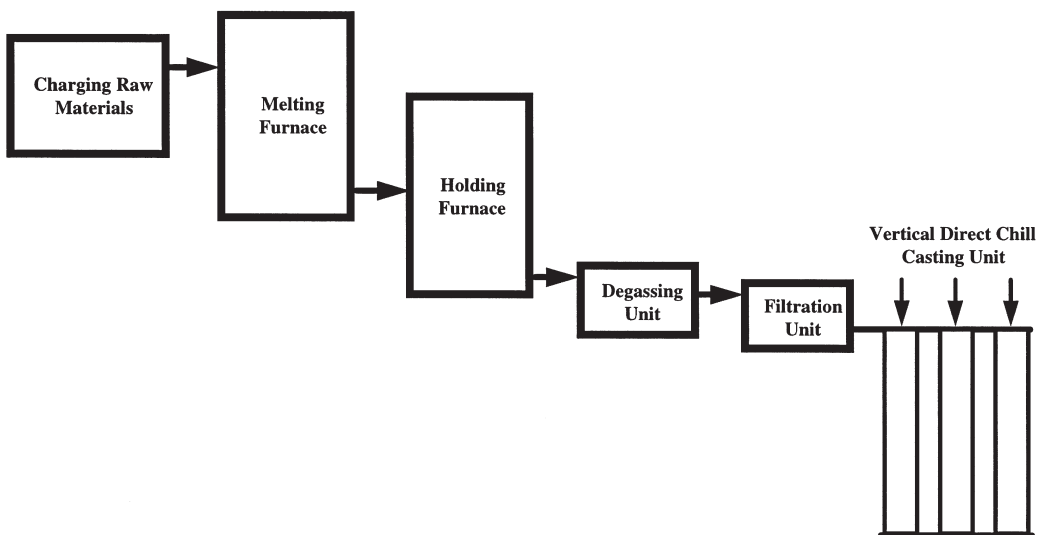 Charging Raw
Materials
Melting
Furnace
Holding
Furnace
Degassing
Unit
Filtration
Unit
Vertical Direct Chill
Casting Unit